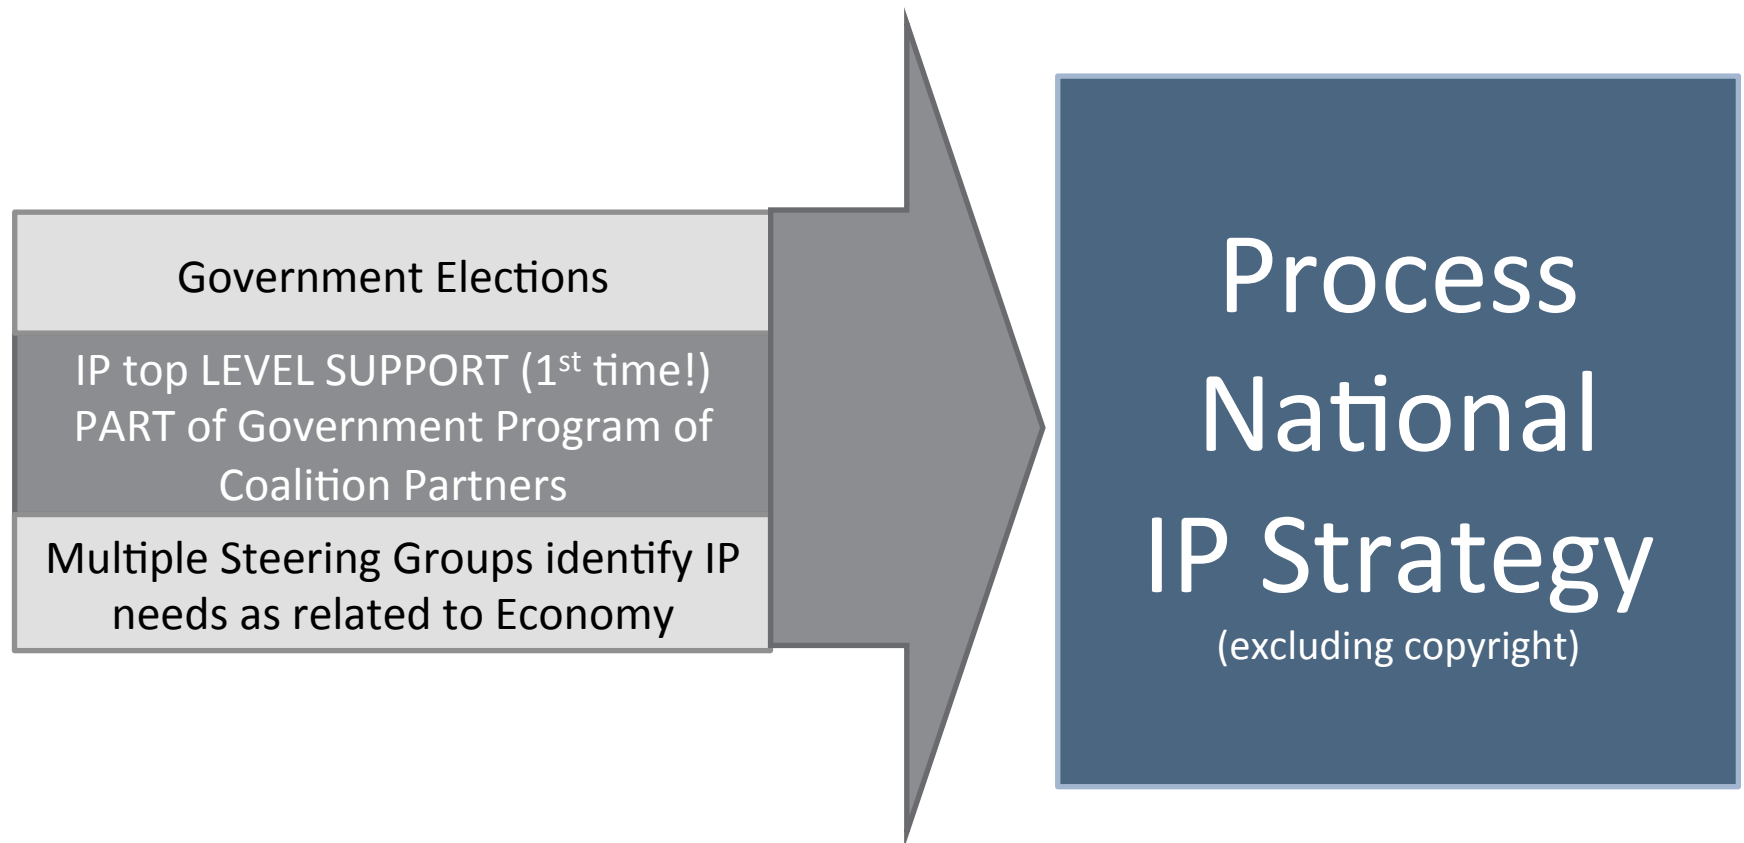 Government Elections
IP top LEVEL SUPPORT (1st time!)
PART of Government Program of
Coalition Partners
Multiple Steering Groups identify IP
needs as related to Economy
Process
National
IP Strategy
(excluding copyright)